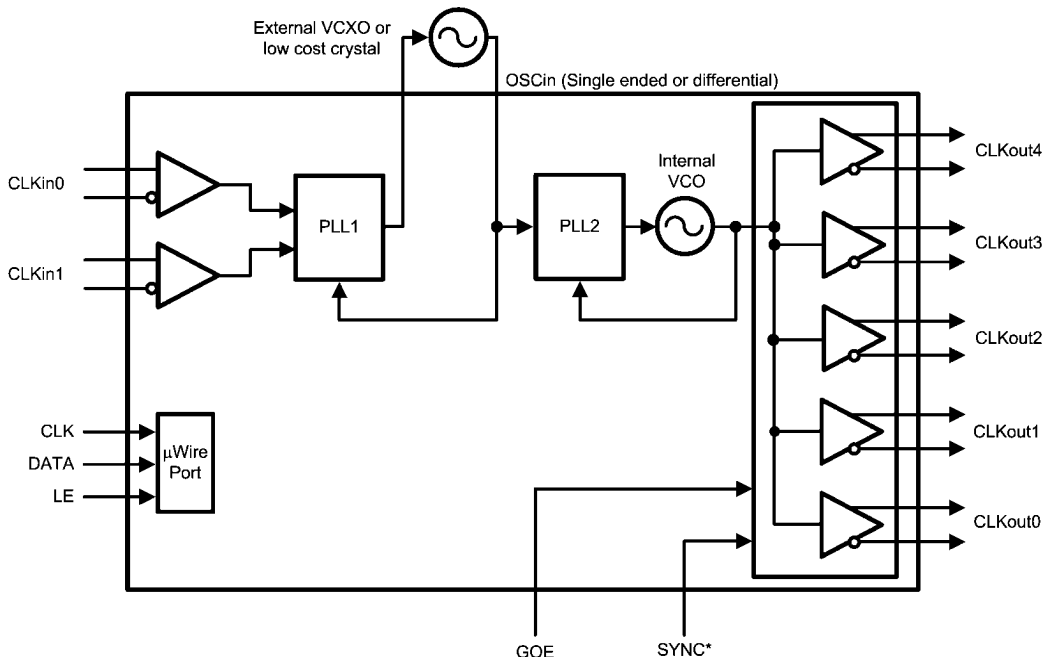 External VCXO or
low cost crystal
OSCin (Single ended or differential)
CLKin0
CLKin1
PLL1
PLL2
Internal
VCO
CLKout4
CLKout3
CLKout2
CLKout1
CLKout0
CLK
DATA
LE
μWire
Port
GOE
SYNC*